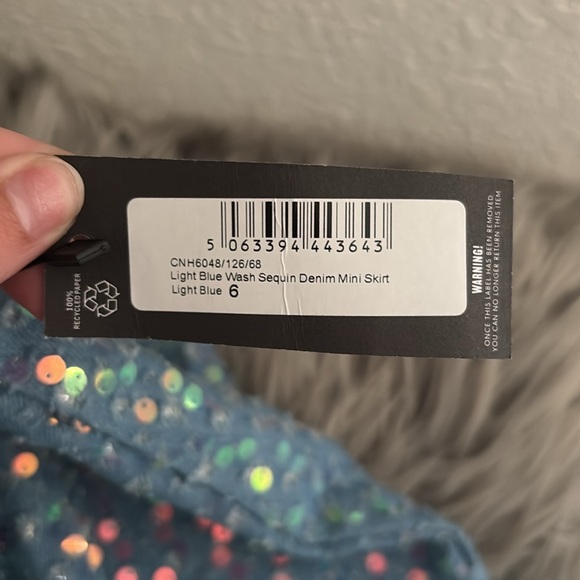 5 063394 443643
CNH6048/126/68
Light Blue Wash Sequin Denim Mini Skirt
Light Blue 6
100%
RECYCLED PAPER
WARNING!
ONCE THIS LABEL HAS BEEN REMOVED
YOU CAN NO LONGER RETURN THIS ITEM